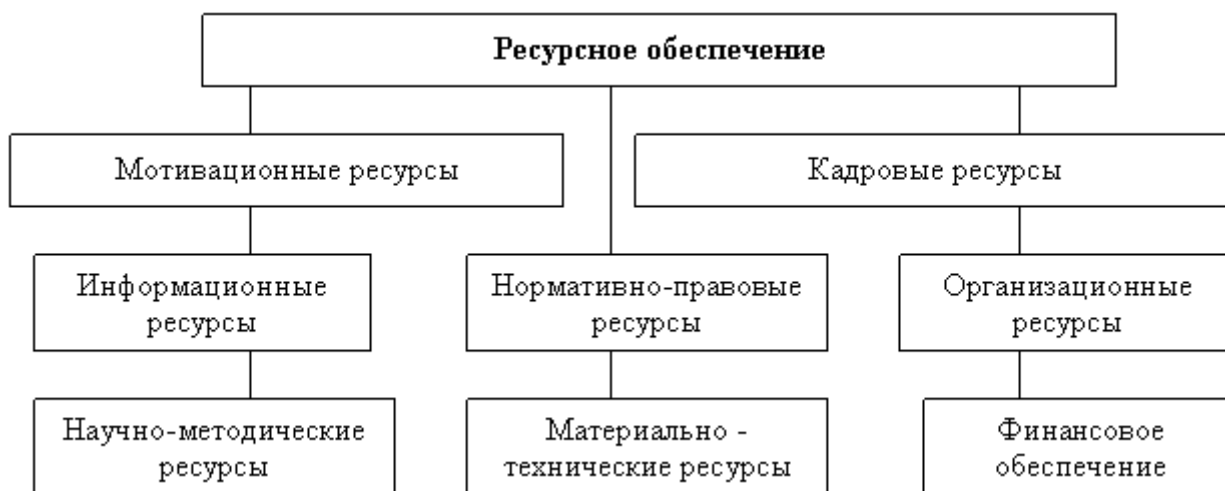 Ресурсное обеспечение
Мотивационные ресурсы
Кадровые ресурсы
Информационные
ресурсы
Нормативно-правовые
ресурсы
Организационные
ресурсы
Научно-методические
ресурсы
Материально -
технические ресурсы
Финансовое
обеспечение